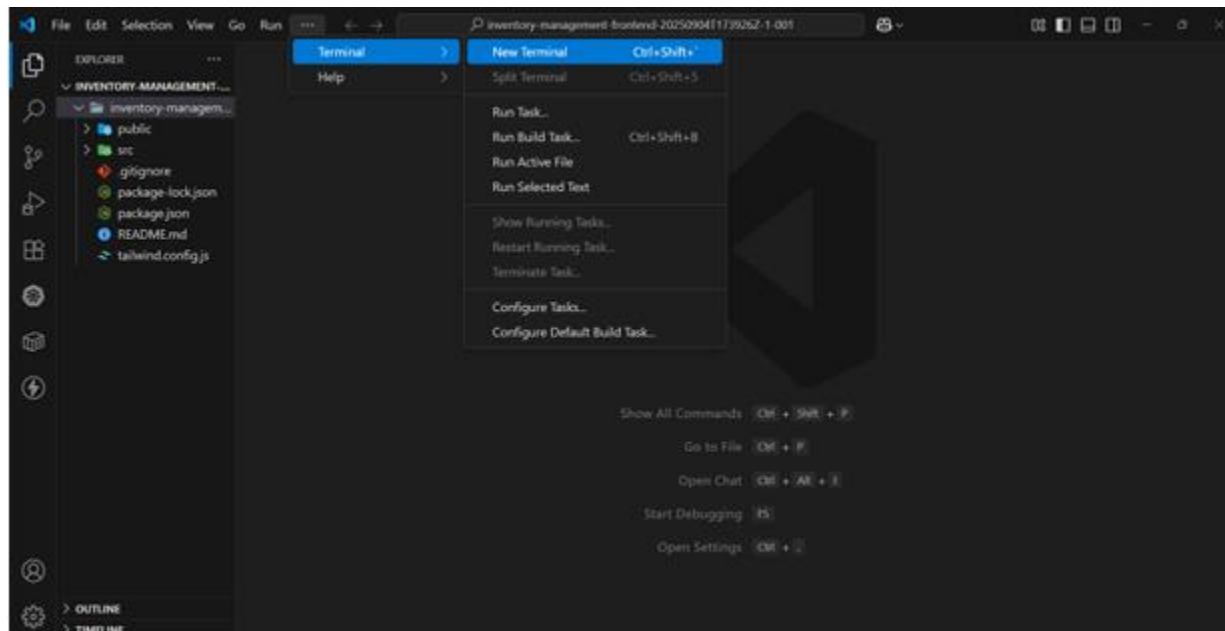 File Edit Selection View Go Run ... inventory-management-frontend-20250904T173926Z-1-001
EXPLORER ...
INVENTORY-MANAGEMENT-...
inventory-managem...
public
src
.gitignore
package-lock.json
package.json
README.md
tailwind.config.js
OUTLINE
TIMELINE
Terminal
Help
New Terminal Ctrl+Shift+`
Split Terminal Ctrl+Shift+5
Run Task...
Run Build Task... Ctrl+Shift+B
Run Active File
Run Selected Text
Show Running Tasks...
Restart Running Task...
Terminate Task...
Configure Tasks...
Configure Default Build Task...
Show All Commands Ctrl + Shift + P
Go to File Ctrl + P
Open Chat Ctrl + Alt + I
Start Debugging F5
Open Settings Ctrl + ,